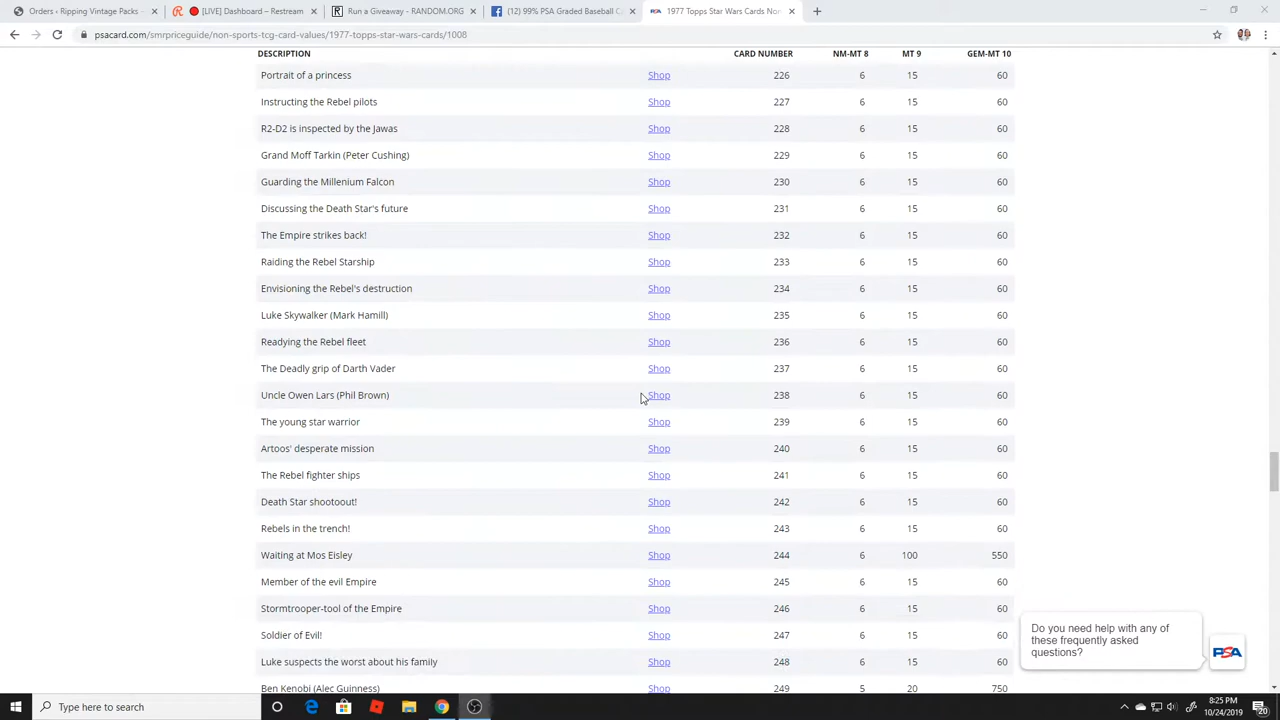 Orders ‹ Ripping Vintage Packs –
[LIVE] Dashboard – Restream
Run a Giveaway - RANDOM.ORG
(12) 99% PSA Graded Baseball Ca
1977 Topps Star Wars Cards Non
psacard.com/smrpriceguide/non-sports-tcg-card-values/1977-topps-star-wars-cards/1008
DESCRIPTION CARD NUMBER NM-MT 8 MT 9 GEM-MT 10
Portrait of a princess Shop 226 6 15 60
Instructing the Rebel pilots Shop 227 6 15 60
R2-D2 is inspected by the Jawas Shop 228 6 15 60
Grand Moff Tarkin (Peter Cushing) Shop 229 6 15 60
Guarding the Millenium Falcon Shop 230 6 15 60
Discussing the Death Star's future Shop 231 6 15 60
The Empire strikes back! Shop 232 6 15 60
Raiding the Rebel Starship Shop 233 6 15 60
Envisioning the Rebel's destruction Shop 234 6 15 60
Luke Skywalker (Mark Hamill) Shop 235 6 15 60
Readying the Rebel fleet Shop 236 6 15 60
The Deadly grip of Darth Vader Shop 237 6 15 60
Uncle Owen Lars (Phil Brown) Shop 238 6 15 60
The young star warrior Shop 239 6 15 60
Artoos' desperate mission Shop 240 6 15 60
The Rebel fighter ships Shop 241 6 15 60
Death Star shootoout! Shop 242 6 15 60
Rebels in the trench! Shop 243 6 15 60
Waiting at Mos Eisley Shop 244 6 100 550
Member of the evil Empire Shop 245 6 15 60
Stormtrooper-tool of the Empire Shop 246 6 15 60
Soldier of Evil! Shop 247 6 15 60
Luke suspects the worst about his family Shop 248 6 15 60
Ben Kenobi (Alec Guinness) Shop 249 5 20 750
Do you need help with any of
these frequently asked
questions?
PSA
Type here to search
8:25 PM
10/24/2019
20